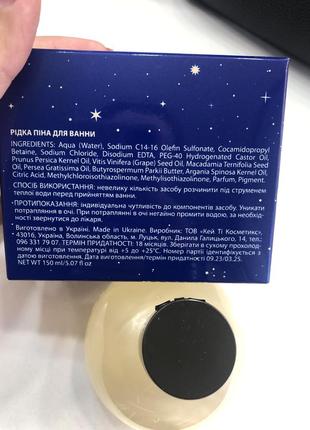 РІДКА ПІНА ДЛЯ ВАННИ
INGREDIENTS: Aqua (Water), Sodium C14-16 Olefin Sulfonate, Cocamidopropyl
Betaine, Sodium Chloride, Disodium EDTA, PEG-40 Hydrogenated Castor Oil,
Prunus Persica Kernel Oil, Vitis Vinifera (Grape) Seed Oil, Macadamia Ternifolia Seed
Oil, Persea Gratissima Oil, Butyrospermum Parkii Butter, Argania Spinosa Kernel Oil,
Citric Acid, Methylchloroisothiazolinone, Methylisothiazolinone, Parfum, Pigment.
СПОСІБ ВИКОРИСТАННЯ: невелику кількість засобу розчинити під струменем
теплої води перед прийняттям ванни.
•ПРОТИПОКАЗАННЯ: індивідуальна чутливість до компонентів засобу. Уникати
потрапляння в очі. При потраплянні в очі негайно промити водою, за необхід-
ності звернутися до лікаря.
Виготовлено в Україні. Made in Ukraine. Виробник: ТОВ «Кей Ті Косметикс»,
43016, Україна, Волинська область, м. Луцьк, вул. Данила Галицького, 14, тел.:
096 331 79 07. ТЕРМІН ПРИДАТНОСТІ: 18 місяців. Зберігати в сухому прохолод-
ному місці при температурі від +5 до +25°С. Номер партії ідентифікується з
датою виготовлення. Дата виготовлення/термін придатності 09.23/03.25.
NET WT 150 ml/5.07 fl oz